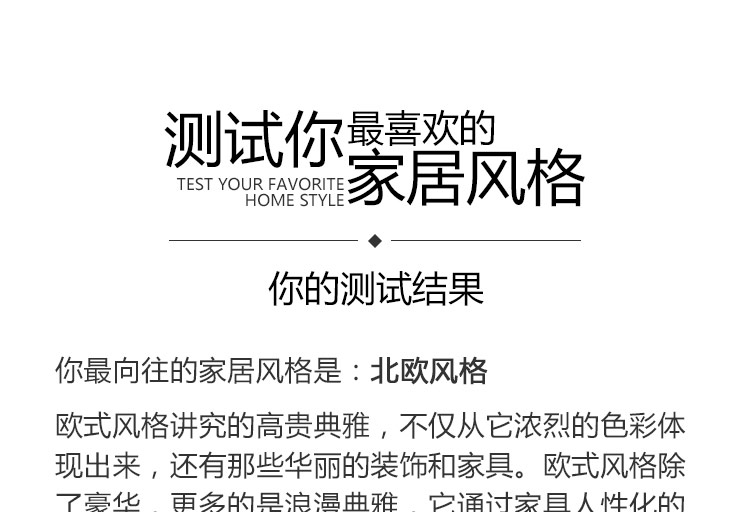 测试你最喜欢的
家居风格
TEST YOUR FAVORITE
HOME STYLE
你的测试结果
你最向往的家居风格是：北欧风格
欧式风格讲究的高贵典雅，不仅从它浓烈的色彩体
现出来，还有那些华丽的装饰和家具。欧式风格除
了豪华，更多的是浪漫典雅，它通过家具人性化的